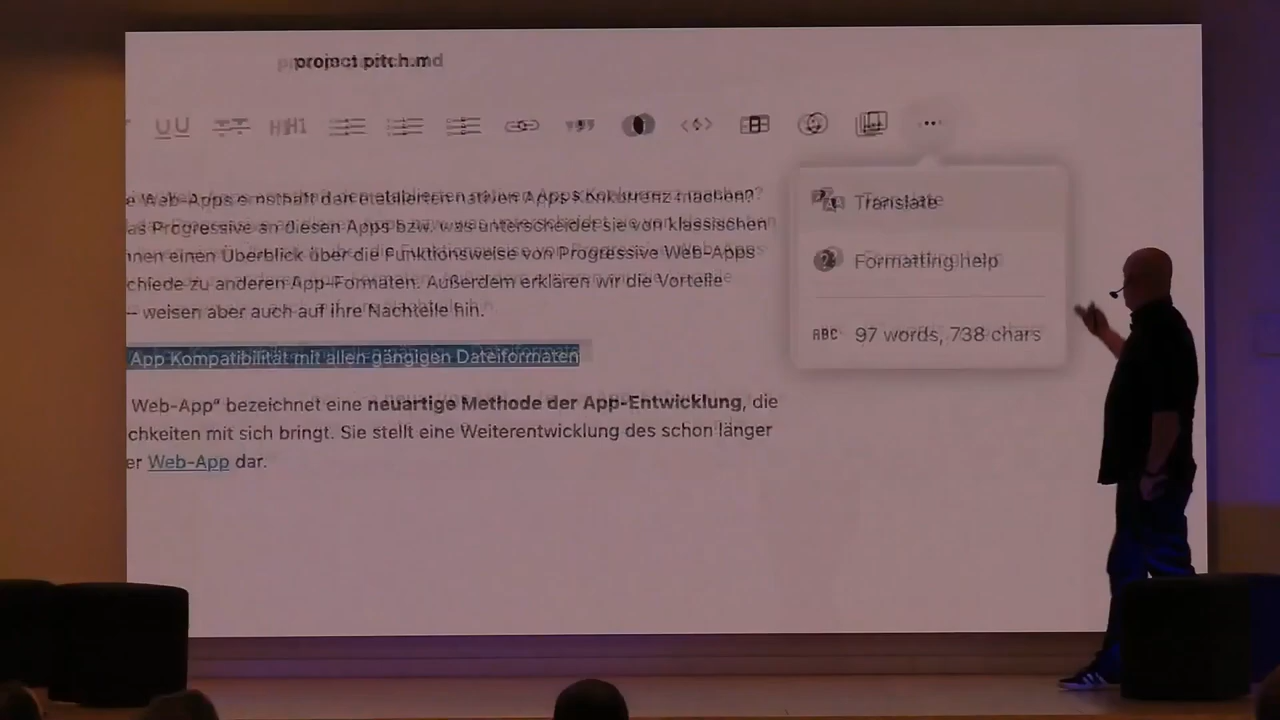 project pitch.md
H1
e Web-Apps ernsthaft den etablierten nativen Apps Konkurrenz machen?
as Progressive an diesen Apps bzw. was unterscheidet sie von klassischen
nnen einen Überblick über die Funktionsweise von Progressive Web-Apps
chiede zu anderen App-Formaten. Außerdem erklären wir die Vorteile
– weisen aber auch auf ihre Nachteile hin.
App Kompatibilität mit allen gängigen Dateiformaten
Web-App“ bezeichnet eine neuartige Methode der App-Entwicklung, die
chkeiten mit sich bringt. Sie stellt eine Weiterentwicklung des schon länger
er Web-App dar.
Translate
Formatting help
ABC 97 words, 738 chars